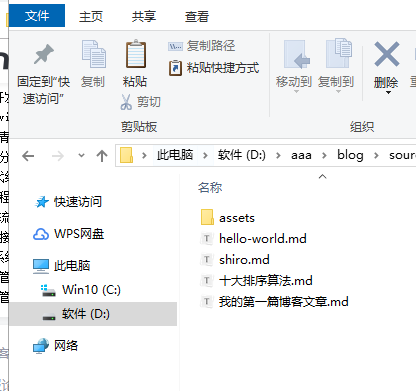 文件 主页 共享 查看
固定到“快速访问”
复制
粘贴
复制路径
粘贴快捷方式
剪切
移动到
复制到
删除
剪贴板
组织
此电脑 软件 (D:) aaa blog sour
名称
快速访问
WPS网盘
此电脑
Win10 (C:)
软件 (D:)
网络
assets
hello-world.md
shiro.md
十大排序算法.md
我的第一篇博客文章.md